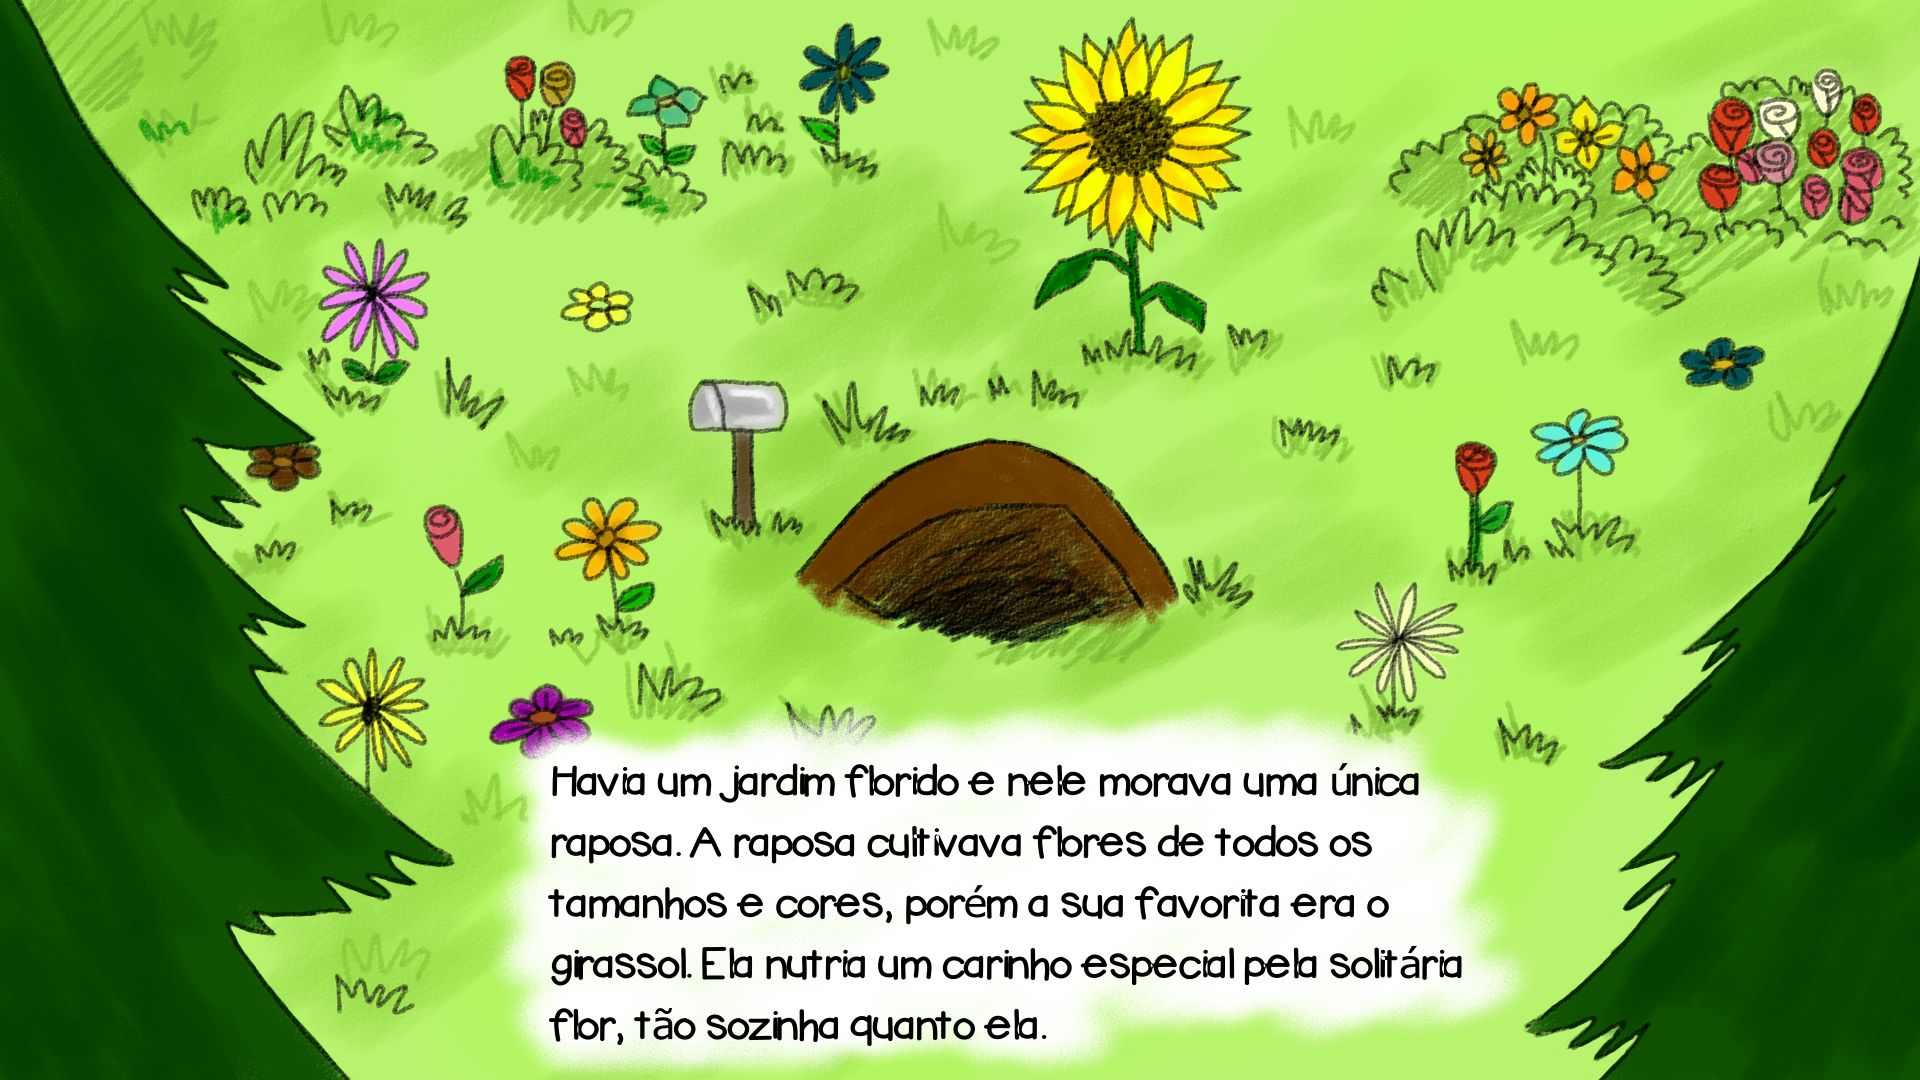 Havia um jardim florido e nele morava uma única
raposa. A raposa cultivava flores de todos os
tamanhos e cores, porém a sua favorita era o
girassol. Ela nutria um carinho especial pela solitária
flor, tão sozinha quanto ela.